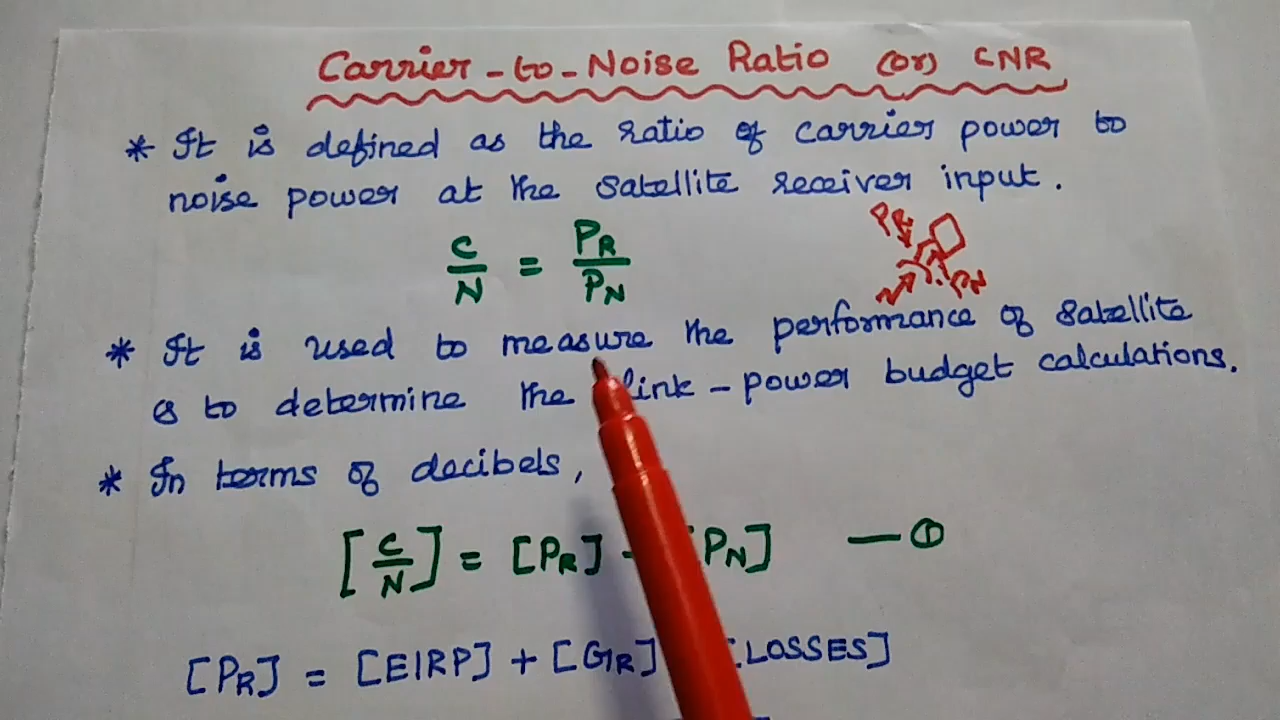 Carrier-to-Noise Ratio (or) CNR
* It is defined as the ratio of carrier power to
noise power at the satellite receiver input.
C/N = PR/PN
PR
N
PN
* It is used to measure the performance of satellite
& to determine the link-power budget calculations.
* In terms of decibels,
[C/N] = [PR] - [PN] — ①
[PR] = [EIRP] + [GR] [LOSSES]